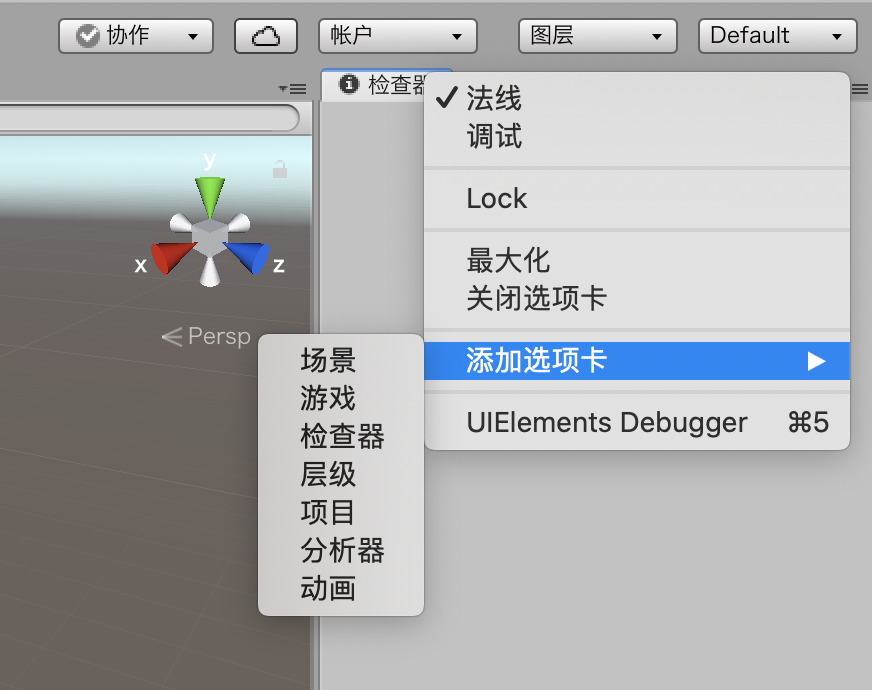 协作
帐户
图层
Default
检查器
法线
调试
Lock
最大化
关闭选项卡
添加选项卡
UIElements Debugger ⌘5
y
x
z
Persp
场景
游戏
检查器
层级
项目
分析器
动画